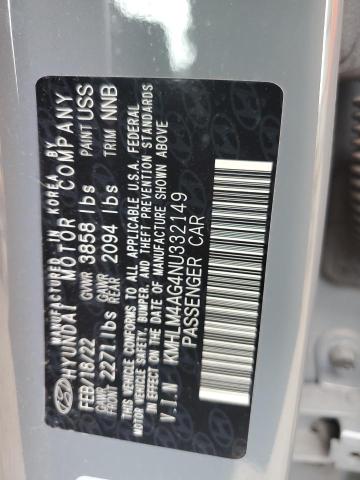 MANUFACTURED IN KOREA BY
HYUNDAI MOTOR COMPANY
FEB/18/22 GVWR 3858 lbs PAINT USS
GAWR FRONT 2271 lbs GAWR REAR 2094 lbs TRIM NNB
THIS VEHICLE CONFORMS TO ALL APPLICABLE U.S.A. FEDERAL
MOTOR VEHICLE SAFETY, BUMPER, AND THEFT PREVENTION STANDARDS
IN EFFECT ON THE DATE OF MANUFACTURE SHOWN ABOVE
V.I.N KMHLM4AG4NU332149
PASSENGER CAR